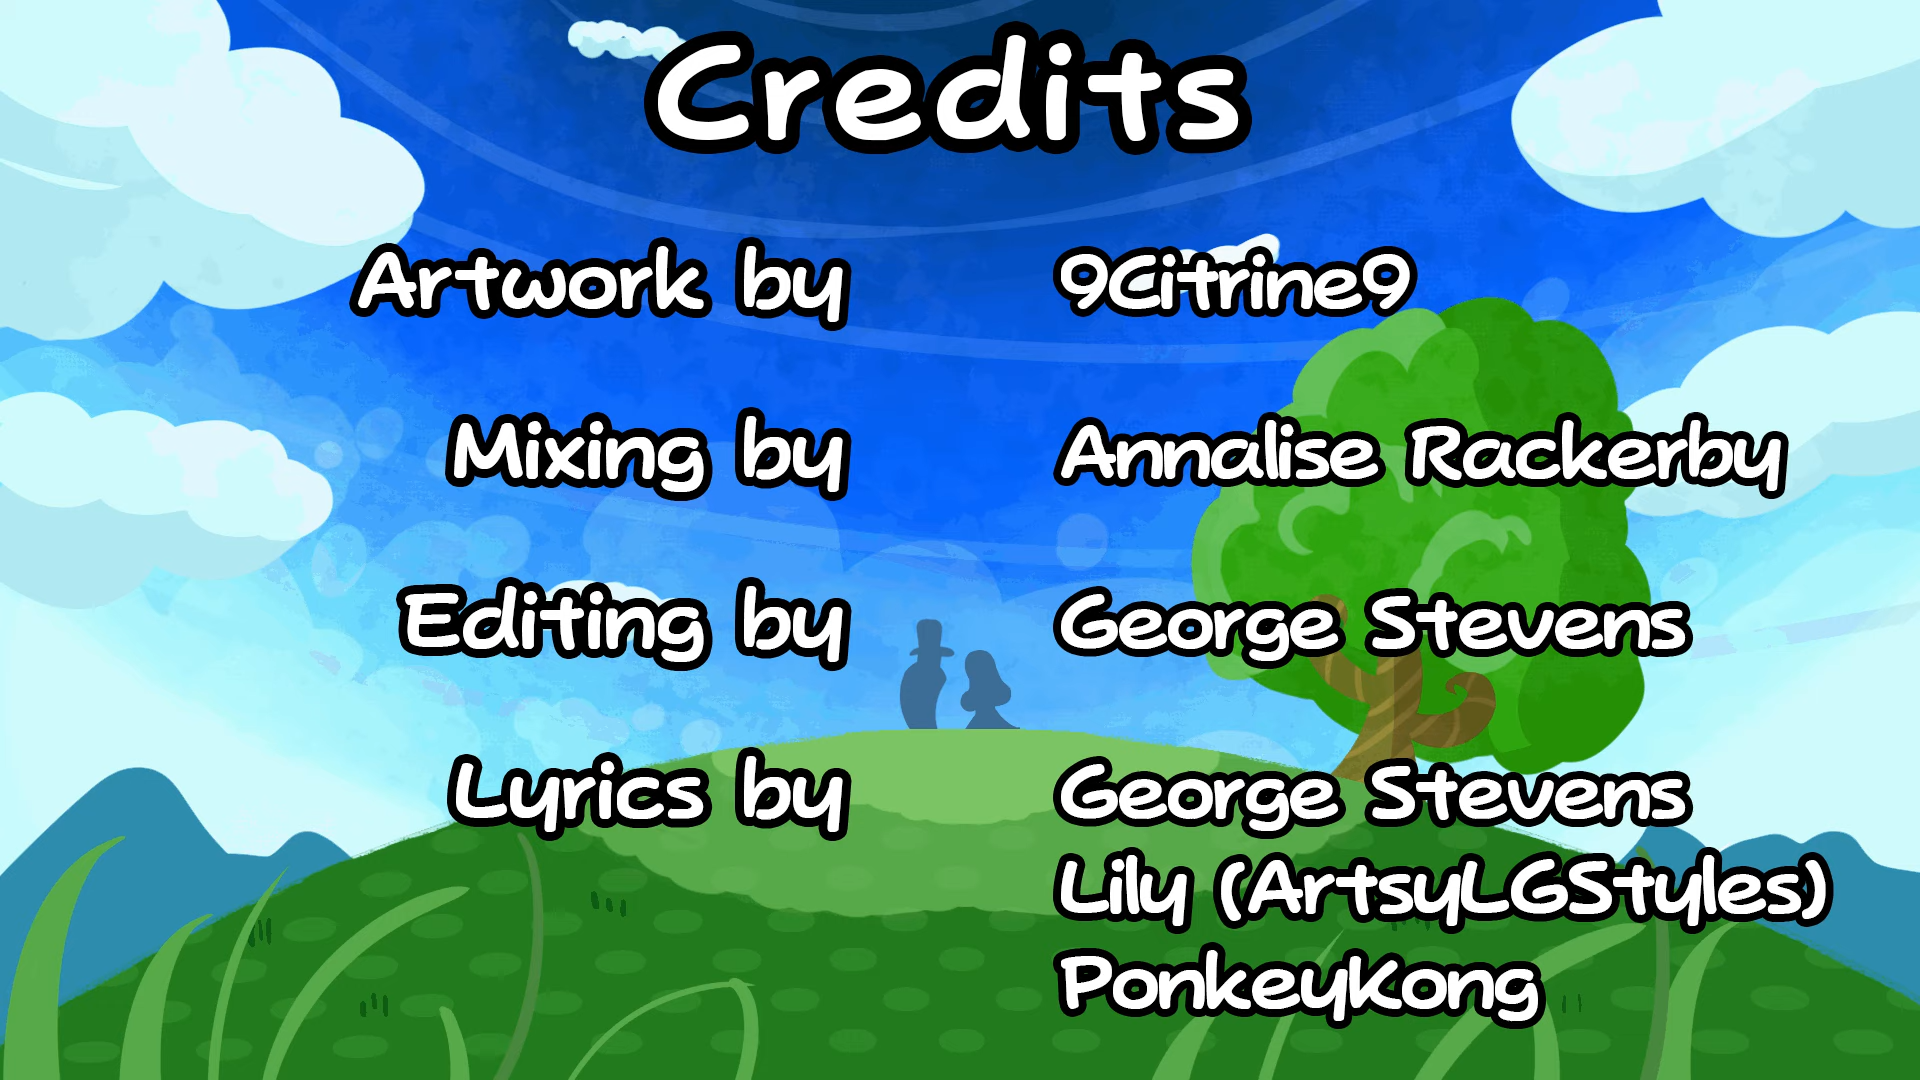 Credits
Artwork by 9Citrine9
Mixing by Annalise Rackerby
Editing by George Stevens
Lyrics by George Stevens
Lily (ArtsyLGStyles)
PonkeyKong